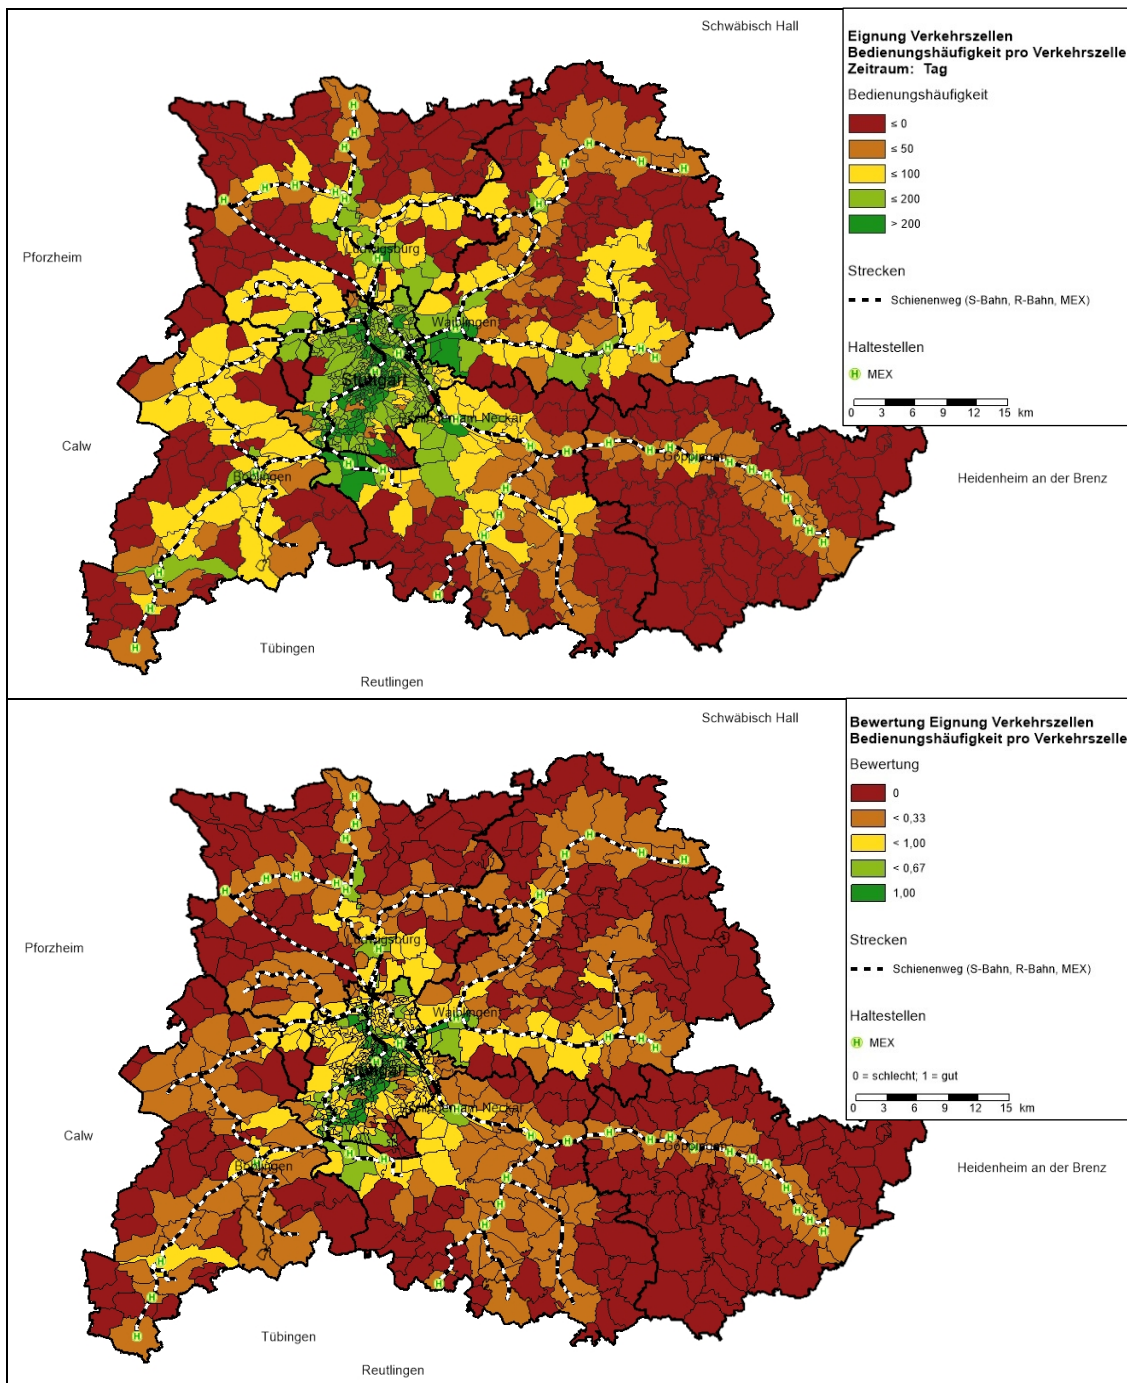 Schwäbisch Hall
Eignung Verkehrszellen
Bedienungshäufigkeit pro Verkehrszelle
Zeitraum: Tag
Bedienungshäufigkeit
≤ 0
≤ 50
≤ 100
≤ 200
> 200
Strecken
Schienenweg (S-Bahn, R-Bahn, MEX)
Haltestellen
H MEX
0 3 6 9 12 15 km
Ludwigsburg
Pforzheim
Waiblingen
Stuttgart
Esslingen am Neckar
Calw
Göppingen
Böblingen
Heidenheim an der Brenz
Tübingen
Reutlingen
Schwäbisch Hall
Bewertung Eignung Verkehrszellen
Bedienungshäufigkeit pro Verkehrszelle
Bewertung
0
< 0,33
< 1,00
< 0,67
1,00
Strecken
Schienenweg (S-Bahn, R-Bahn, MEX)
Haltestellen
H MEX
0 = schlecht; 1 = gut
0 3 6 9 12 15 km
Ludwigsburg
Pforzheim
Waiblingen
Stuttgart
Esslingen am Neckar
Calw
Göppingen
Böblingen
Heidenheim an der Brenz
Tübingen
Reutlingen